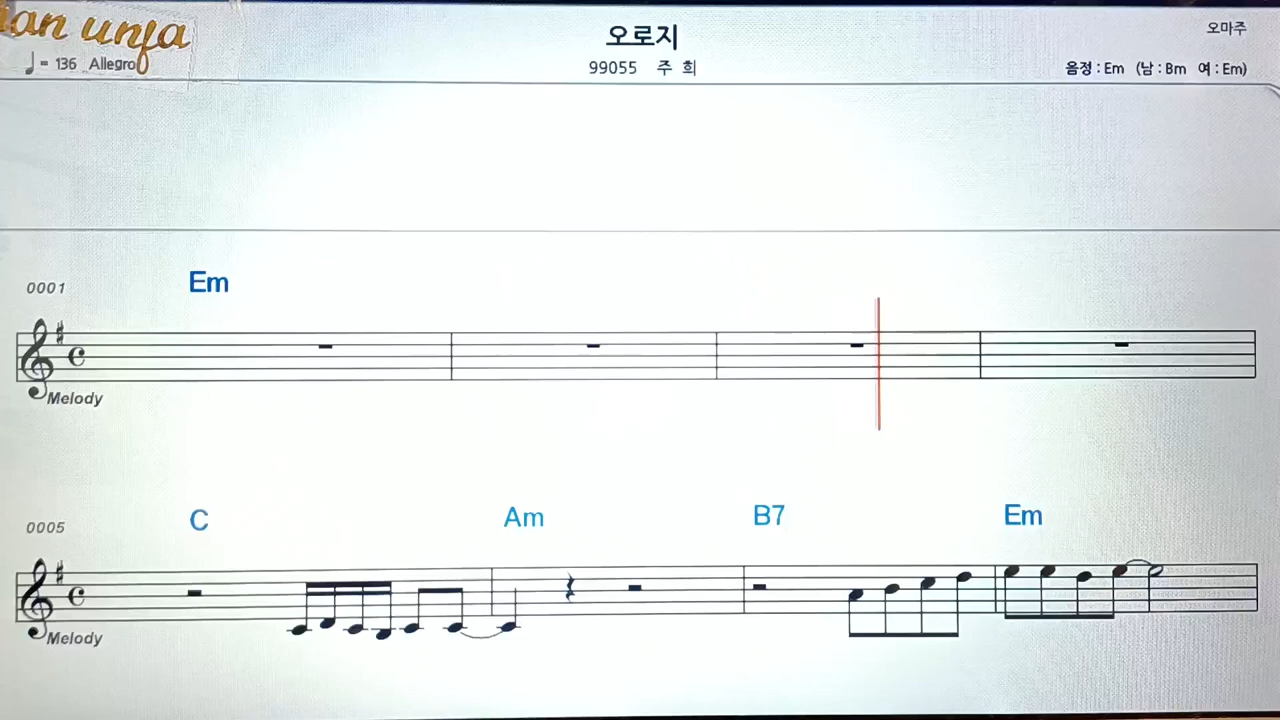 unja
오로지
오마주
= 136 Allegro
99055 주 희
음정 : Em (남 : Bm 여 : Em)
0001
Em
Melody
0005
C Am B7 Em
Melody